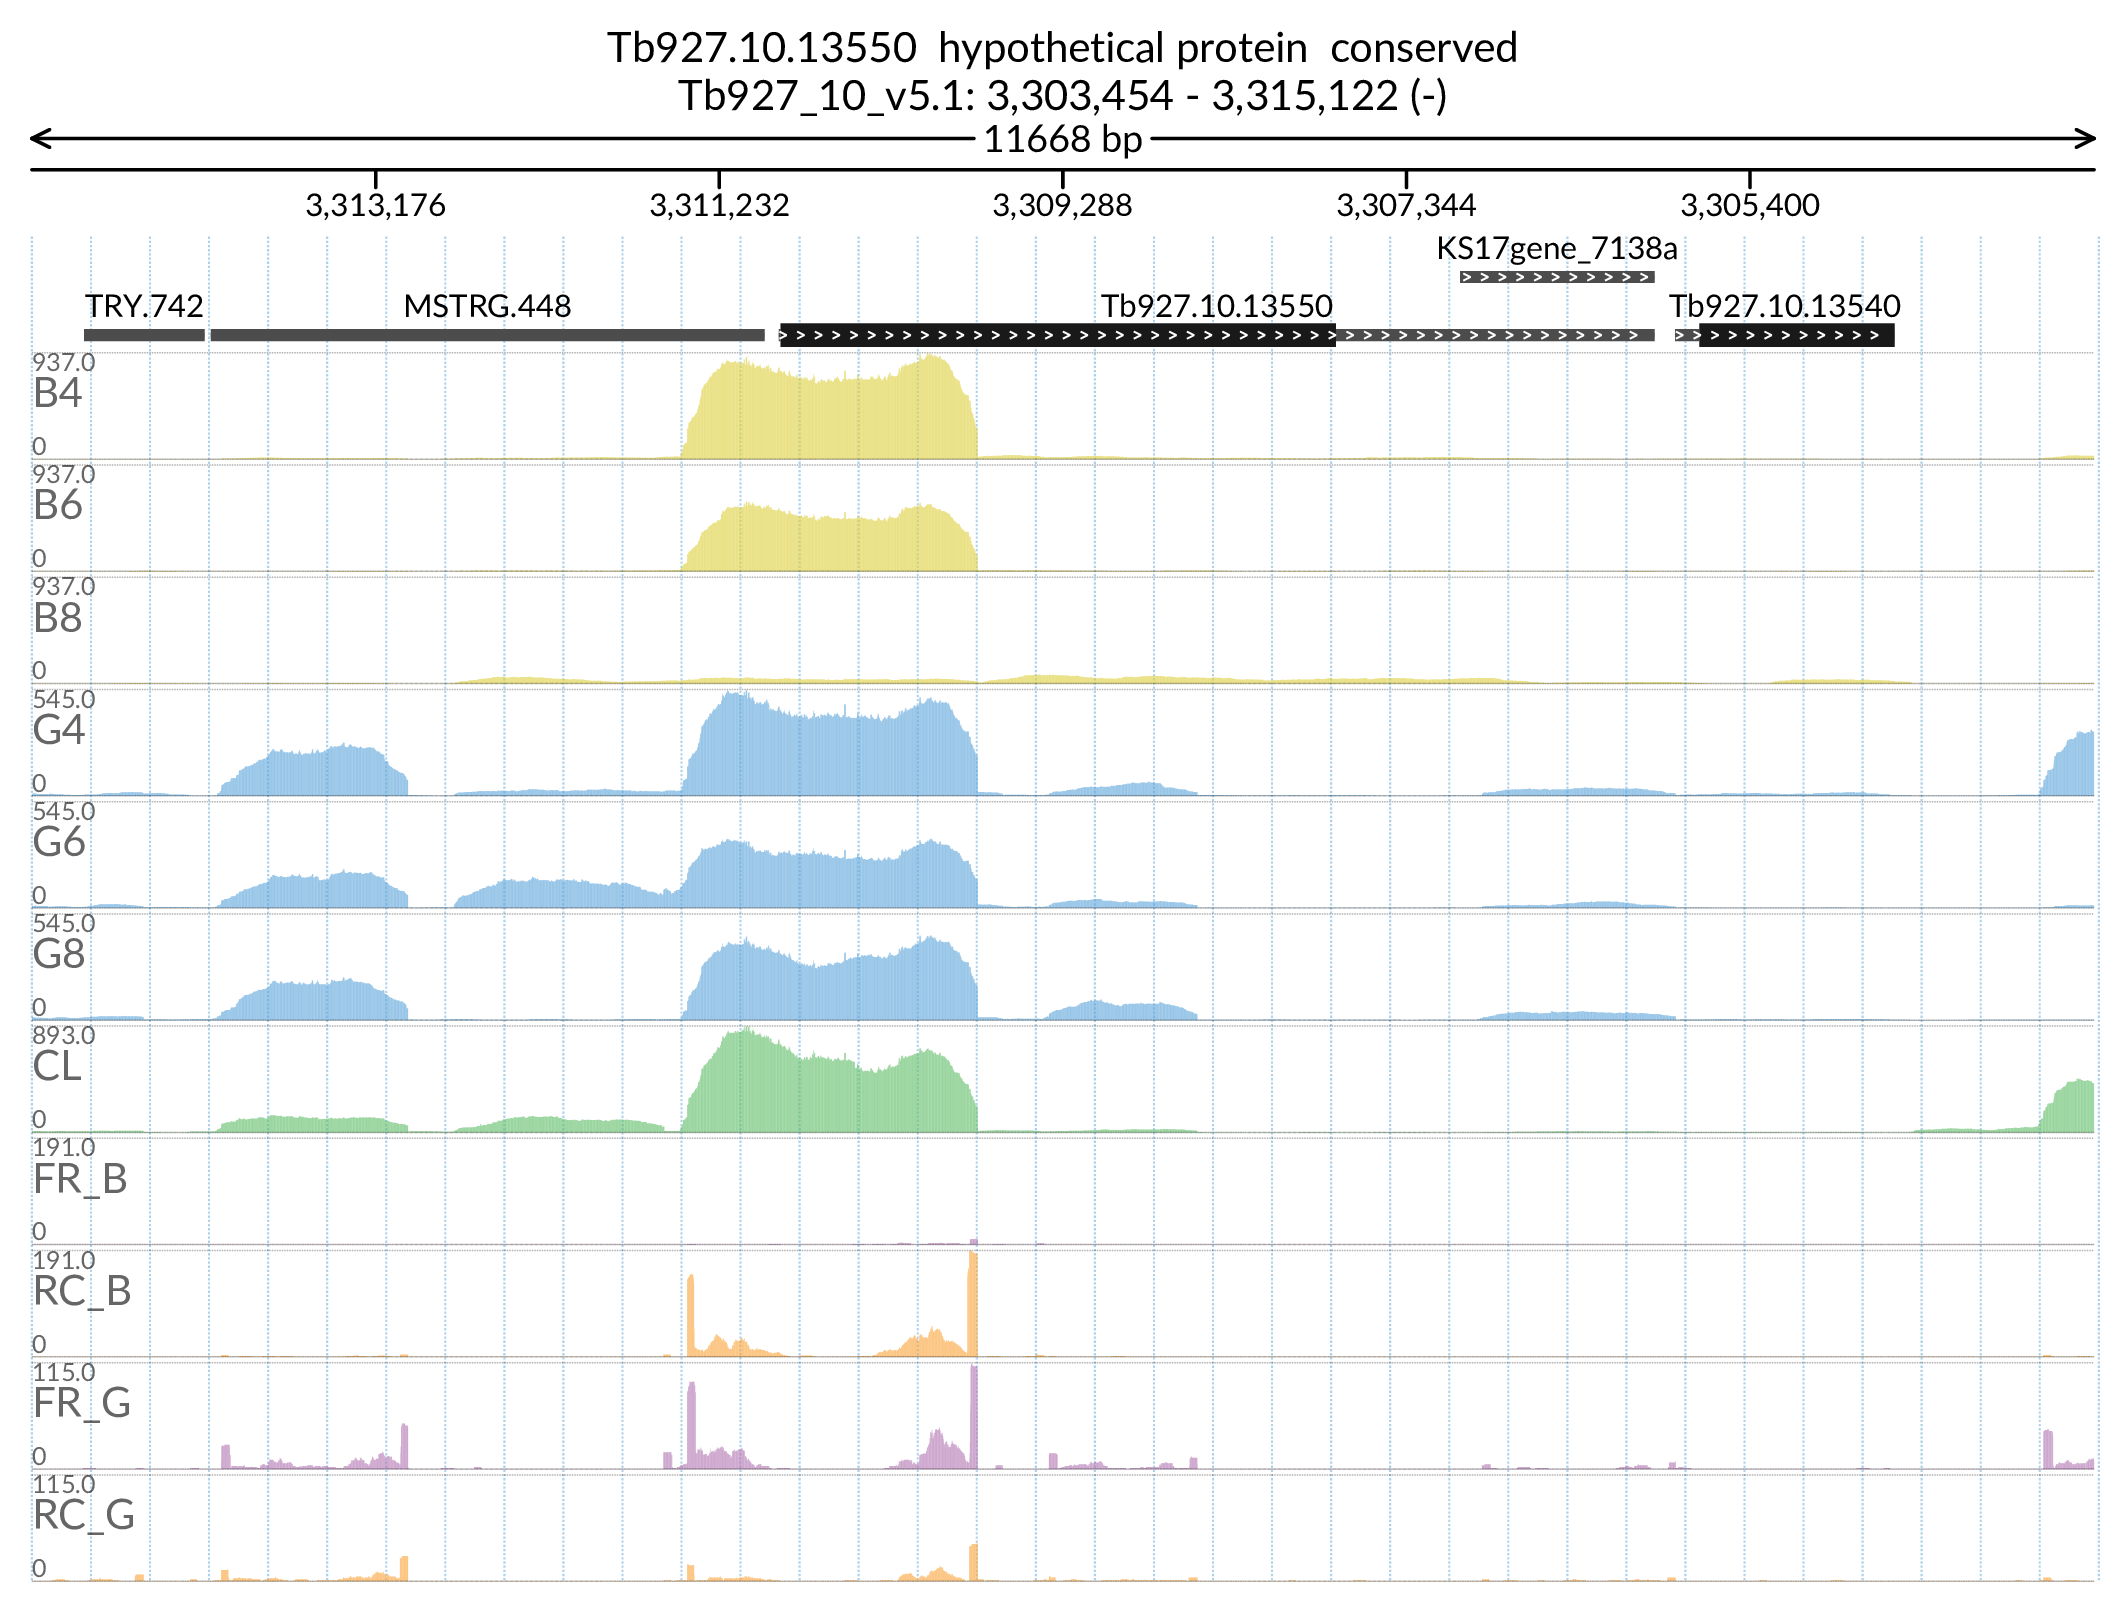 Tb927.10.13550  hypothetical protein  conserved
Tb927_10_v5.1: 3,303,454 - 3,315,122 (-)
11668 bp
3,313,176 3,311,232 3,309,288 3,307,344 3,305,400
KS17gene_7138a
TRY.742 MSTRG.448 Tb927.10.13550 Tb927.10.13540
937.0
B4
0
937.0
B6
0
937.0
B8
0
545.0
G4
0
545.0
G6
0
545.0
G8
0
893.0
CL
0
191.0
FR_B
0
191.0
RC_B
0
115.0
FR_G
0
115.0
RC_G
0